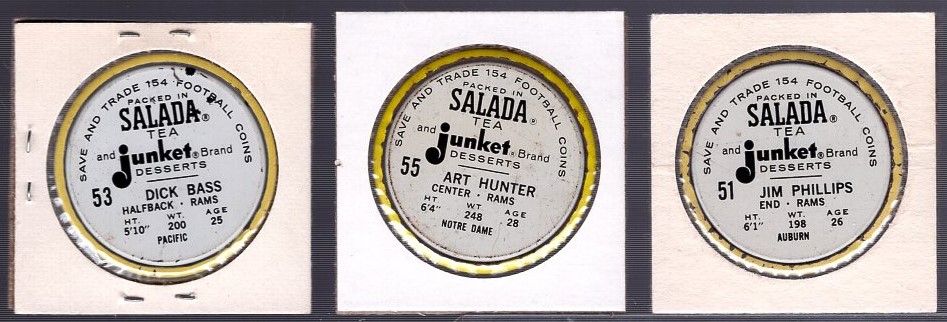 SAVE AND TRADE 154 FOOTBALL COINS
PACKED IN
SALADA®
TEA
and junket® Brand
DESSERTS
53
DICK BASS
HALFBACK · RAMS
HT. WT. AGE
5'10" 200 25
PACIFIC
SAVE AND TRADE 154 FOOTBALL COINS
PACKED IN
SALADA®
TEA
and junket® Brand
DESSERTS
55
ART HUNTER
CENTER · RAMS
HT WT AGE
6'4" 248 28
NOTRE DAME
SAVE AND TRADE 154 FOOTBALL COINS
PACKED IN
SALADA®
TEA
and junket® Brand
DESSERTS
51
JIM PHILLIPS
END · RAMS
HT. WT. AGE
6'1" 198 26
AUBURN